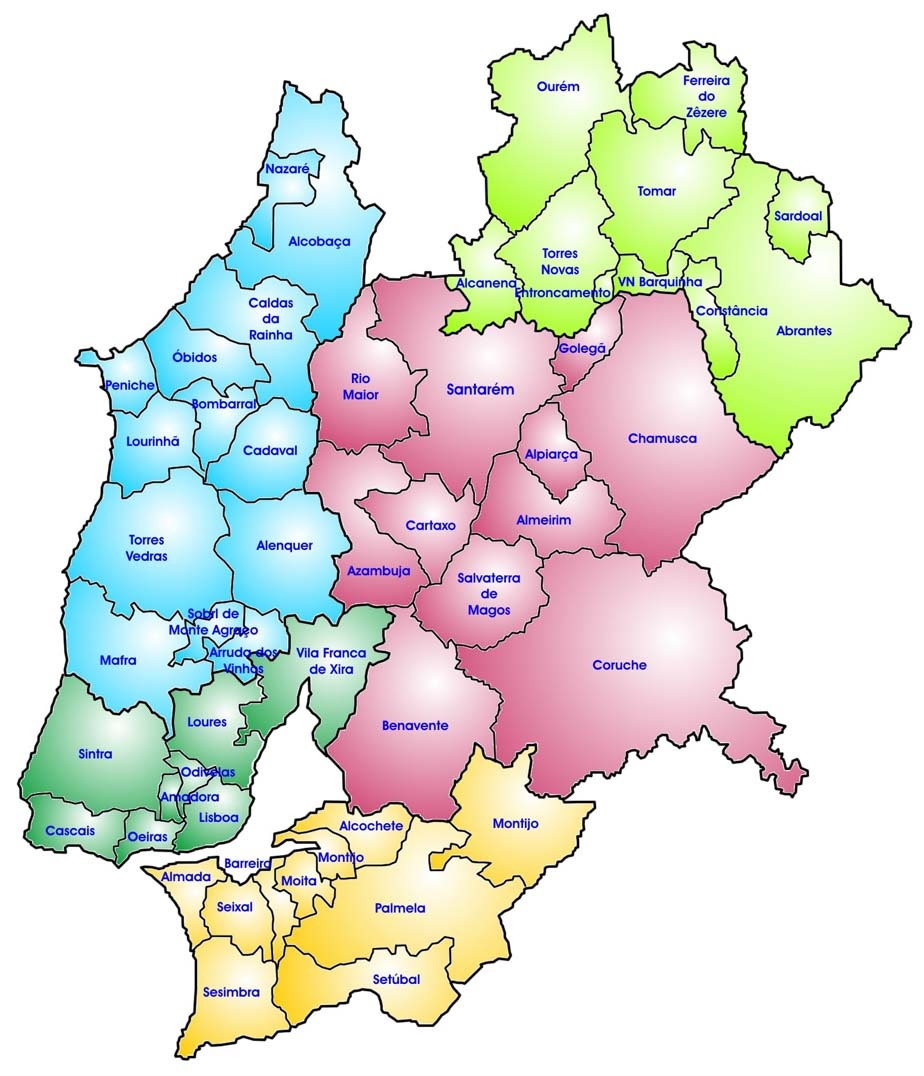 Ourém
Ferreira
do
Zêzere
Nazaré
Tomar
Sardoal
Alcobaça
Torres
Novas
Alcanena
Entroncamento
VN Barquinha
Constância
Abrantes
Caldas
da
Rainha
Óbidos
Golegã
Peniche
Rio
Maior
Santarém
Bombarral
Lourinhã
Cadaval
Chamusca
Alpiarça
Cartaxo
Almeirim
Torres
Vedras
Alenquer
Azambuja
Salvaterra
de
Magos
Sobrl de
Monte Agraço
Arruda dos
Vinhos
Mafra
Vila Franca
de Xira
Coruche
Loures
Benavente
Sintra
Odivelas
Amadora
Lisboa
Cascais
Oeiras
Alcochete
Montijo
Montijo
Barreiro
Almada
Moita
Seixal
Palmela
Setúbal
Sesimbra